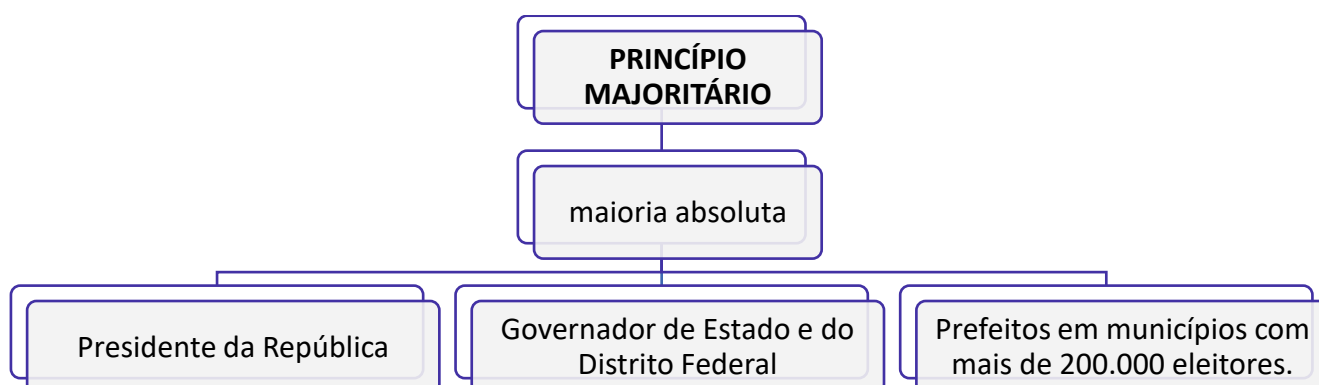 PRINCÍPIO
MAJORITÁRIO
maioria absoluta
Presidente da República
Governador de Estado e do
Distrito Federal
Prefeitos em municípios com
mais de 200.000 eleitores.